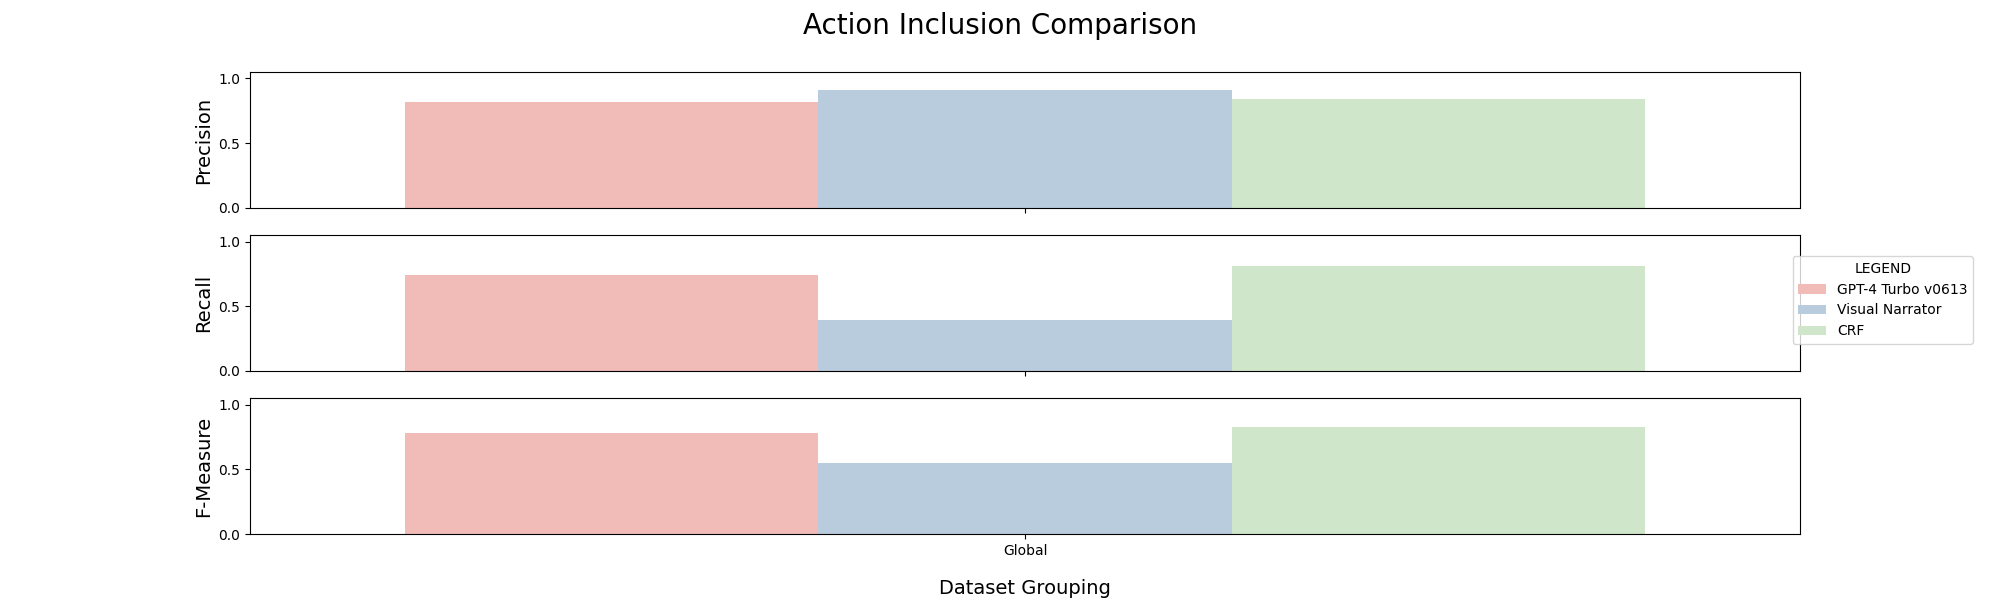 Action Inclusion Comparison
1.0
0.5
0.0
Precision
1.0
0.5
0.0
Recall
LEGEND
GPT-4 Turbo v0613
Visual Narrator
CRF
1.0
0.5
0.0
F-Measure
Global
Dataset Grouping